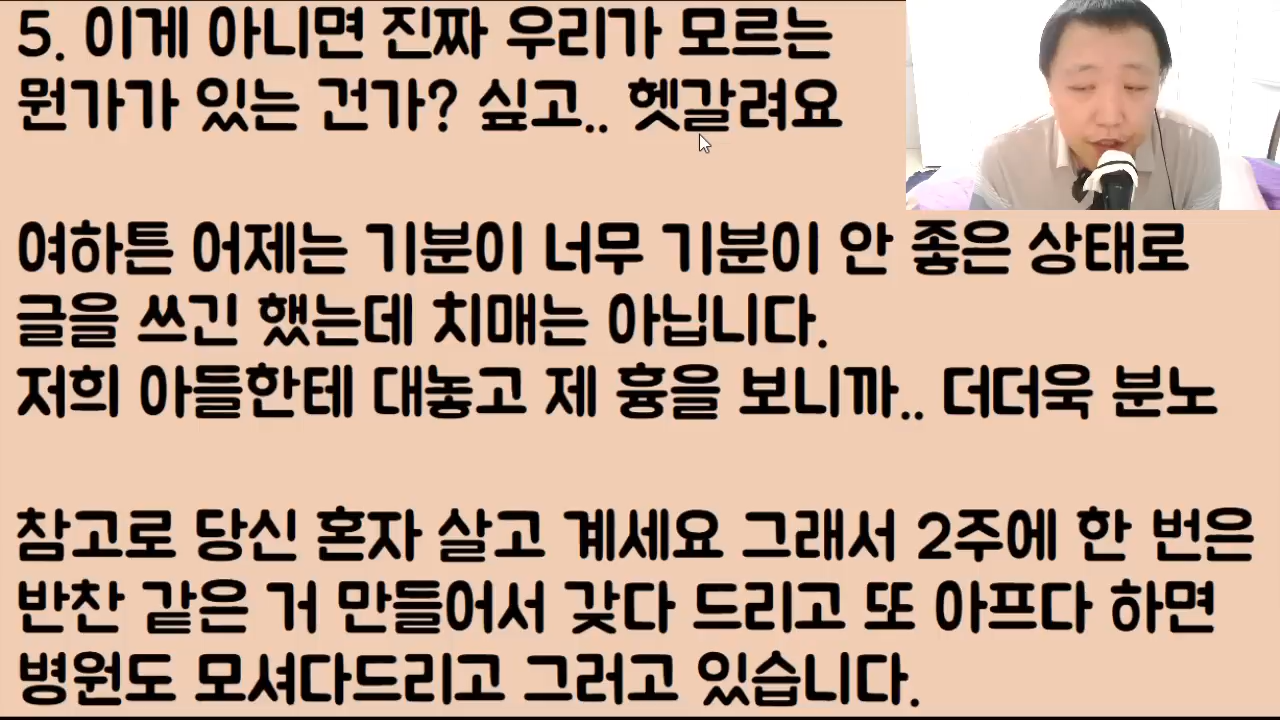 5. 이게 아니면 진짜 우리가 모르는
뭔가가 있는 건가? 싶고.. 헷갈려요
여하튼 어제는 기분이 너무 기분이 안 좋은 상태로
글을 쓰긴 했는데 치매는 아닙니다.
저희 아들한테 대놓고 제 흉을 보니까.. 더더욱 분노
참고로 당신 혼자 살고 계세요 그래서 2주에 한 번은
반찬 같은 거 만들어서 갖다 드리고 또 아프다 하면
병원도 모셔다드리고 그러고 있습니다.